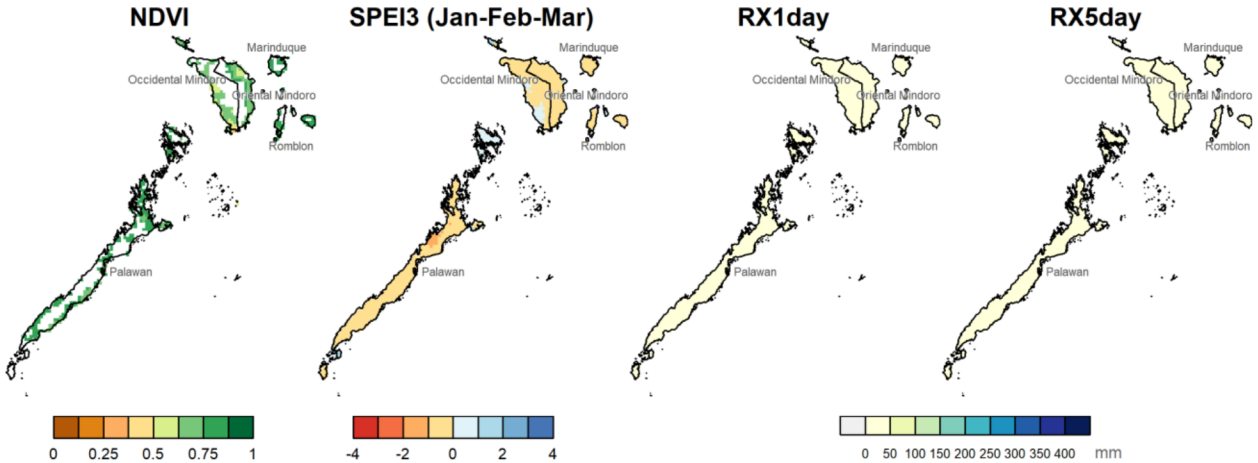 NDVI SPEI3 (Jan-Feb-Mar) RX1day RX5day
Marinduque Marinduque Marinduque Marinduque
Occidental Mindoro Occidental Mindoro Occidental Mindoro Occidental Mindoro
Oriental Mindoro Oriental Mindoro Oriental Mindoro Oriental Mindoro
Romblon Romblon Romblon Romblon
Palawan Palawan Palawan Palawan
0 0.25 0.5 0.75 1 -4 -2 0 2 4 0 50 100 150 200 250 300 350 400 mm